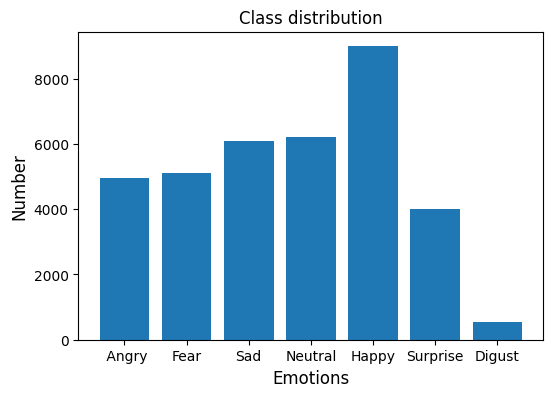 Class distribution
Number
8000
6000
4000
2000
0
Angry Fear Sad Neutral Happy Surprise Digust
Emotions